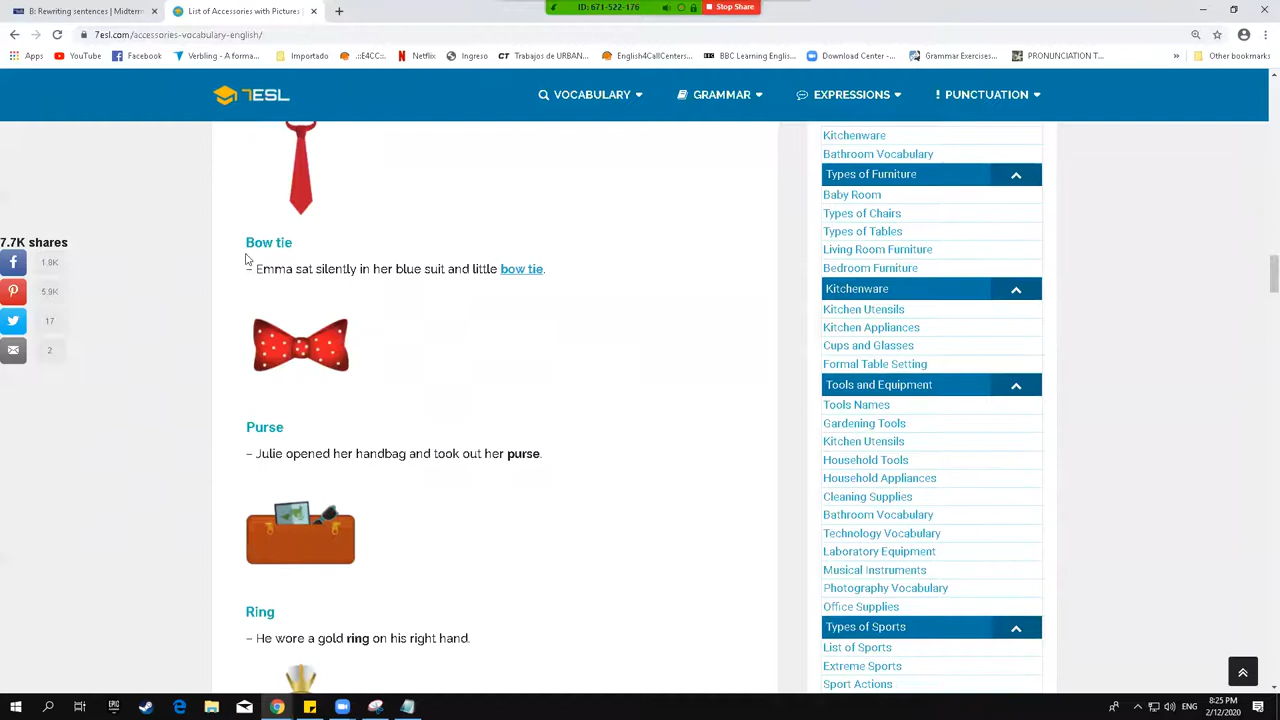 ID: 671-522-176
Stop Share
B: Rewriting sentences | Midterm
List of Accessories with Pictures
7esl.com/accessories-vocabulary-english/
Apps
YouTube
Facebook
Verbling - A forma...
Importado
.::E4CC::.
Netflix
Ingreso
CT Trabajos de URBAN...
English4CallCenters...
BBC Learning Englis...
Download Center -...
Grammar Exercises...
PRONUNCIATION T...
»
Other bookmarks
7ESL
VOCABULARY
GRAMMAR
EXPRESSIONS
! PUNCTUATION
7.7K shares
1.8K
5.9K
17
2
Bow tie
– Emma sat silently in her blue suit and little bow tie.
Purse
– Julie opened her handbag and took out her purse.
Ring
– He wore a gold ring on his right hand.
Kitchenware
Bathroom Vocabulary
Types of Furniture
Baby Room
Types of Chairs
Types of Tables
Living Room Furniture
Bedroom Furniture
Kitchenware
Kitchen Utensils
Kitchen Appliances
Cups and Glasses
Formal Table Setting
Tools and Equipment
Tools Names
Gardening Tools
Kitchen Utensils
Household Tools
Household Appliances
Cleaning Supplies
Bathroom Vocabulary
Technology Vocabulary
Laboratory Equipment
Musical Instruments
Photography Vocabulary
Office Supplies
Types of Sports
List of Sports
Extreme Sports
Sport Actions
ENG
8:25 PM
2/12/2020